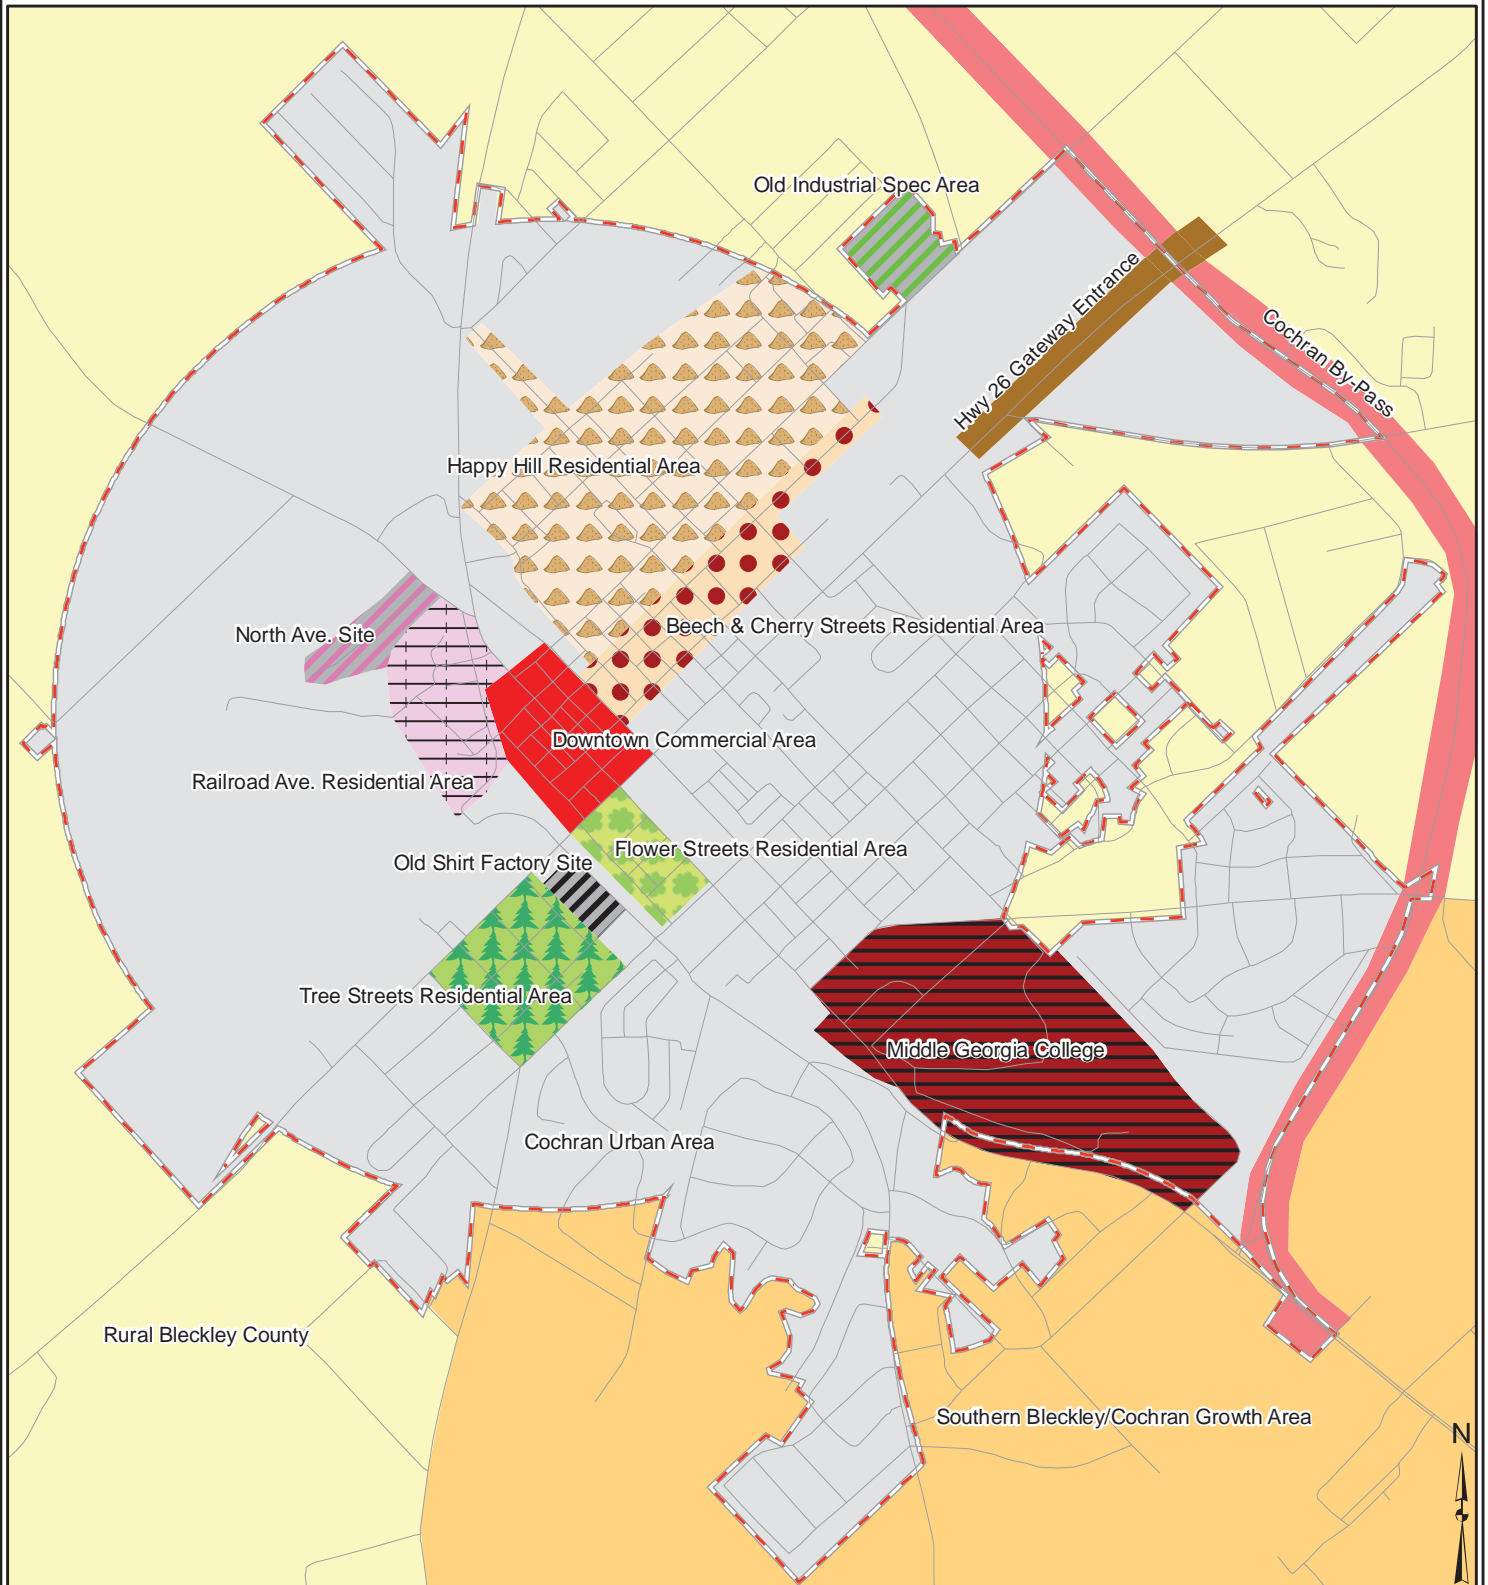 Old Industrial Spec Area
Hwy 26 Gateway Entrance
Cochran By-Pass
Happy Hill Residential Area
North Ave. Site
Beech & Cherry Streets Residential Area
Downtown Commercial Area
Railroad Ave. Residential Area
Flower Streets Residential Area
Old Shirt Factory Site
Tree Streets Residential Area
Middle Georgia College
Cochran Urban Area
Rural Bleckley County
Southern Bleckley/Cochran Growth Area
N